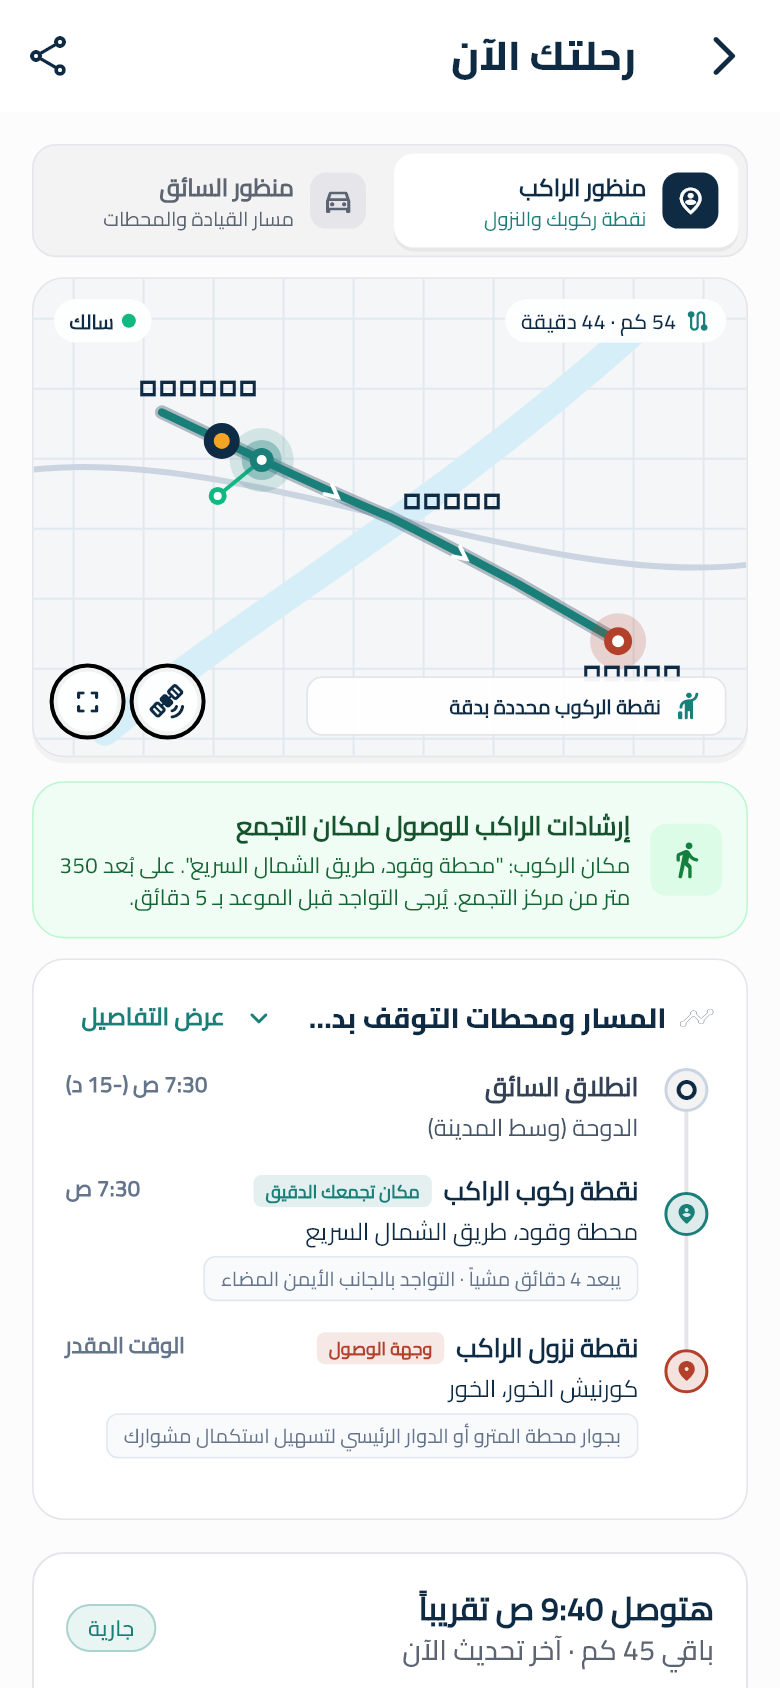 رحلتك الآن
منظور الراكب
نقطة ركوبك والنزول
منظور السائق
مسار القيادة والمحطات
54 كم · 44 دقيقة
سالك
نقطة الركوب محددة بدقة
إرشادات الراكب للوصول لمكان التجمع
مكان الركوب: "محطة وقود، طريق الشمال السريع". على بُعد 350
متر من مركز التجمع. يُرجى التواجد قبل الموعد بـ 5 دقائق.
المسار ومحطات التوقف بد...
عرض التفاصيل
انطلاق السائق
7:30 ص (-15 د)
الدوحة (وسط المدينة)
نقطة ركوب الراكب
مكان تجمعك الدقيق
7:30 ص
محطة وقود، طريق الشمال السريع
يبعد 4 دقائق مشياً · التواجد بالجانب الأيمن المضاء
نقطة نزول الراكب
وجهة الوصول
الوقت المقدر
كورنيش الخور، الخور
بجوار محطة المترو أو الدوار الرئيسي لتسهيل استكمال مشوارك
هتوصل 9:40 ص تقريباً
جارية
باقي 45 كم · آخر تحديث الآن